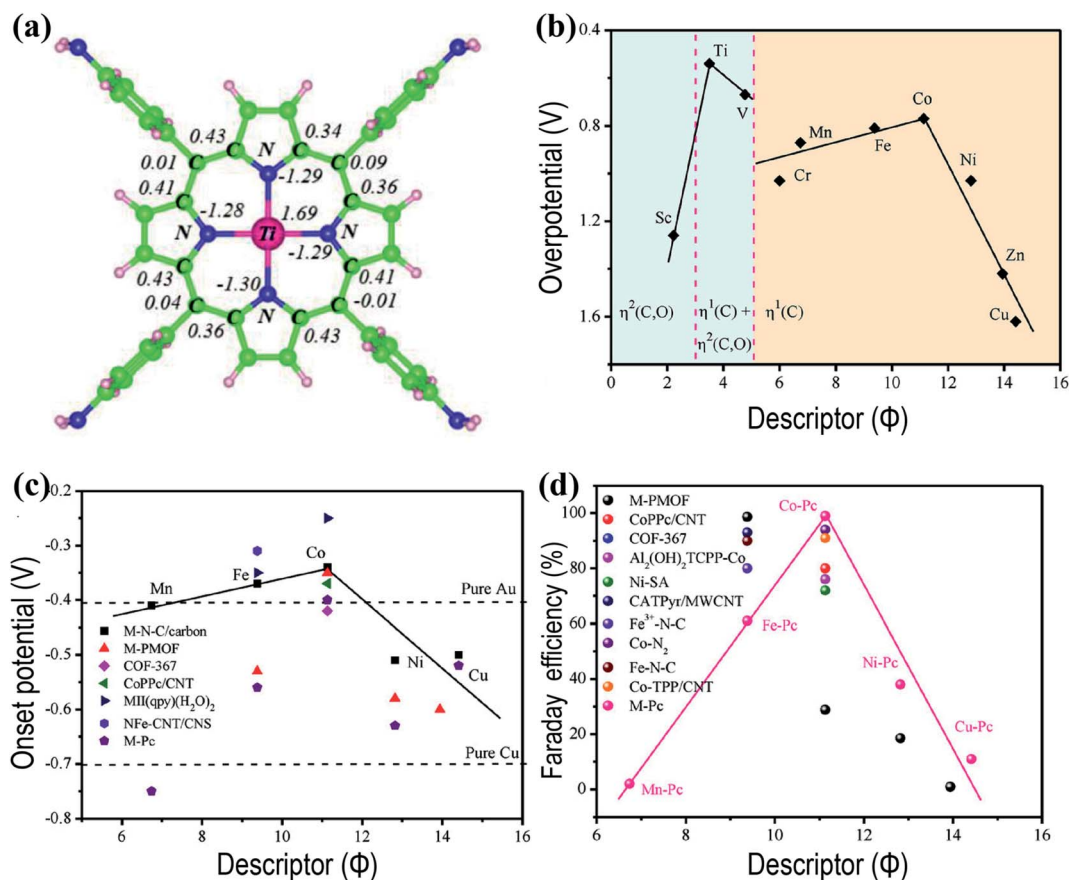 (a)
0.43
0.34
0.01
C
C
C
N
C
0.09
C
C
0.41
C
-1.29
C
0.36
-1.28
1.69
N
Ti
N
-1.29
-1.30
0.43
C
C
0.41
0.04
C
N
C
-0.01
0.36
C
C
0.43
(b)
Overpotential (V)
0.4
0.8
1.2
1.6
Ti
V
Co
Mn
Fe
Cr
Ni
Sc
Zn
Cu
η²(C,O)
η¹(C) +
η²(C,O)
η¹(C)
0 2 4 6 8 10 12 14 16
Descriptor (Φ)
(c)
Onset potential (V)
-0.2
-0.3
-0.4
-0.5
-0.6
-0.7
-0.8
Mn
Fe
Co
Pure Au
Ni
Cu
Pure Cu
M-N-C/carbon
M-PMOF
COF-367
CoPPc/CNT
MII(qpy)(H₂O)₂
NFe-CNT/CNS
M-Pc
6 8 10 12 14 16
Descriptor (Φ)
(d)
Faraday efficiency (%)
100
80
60
40
20
0
M-PMOF
CoPPc/CNT
COF-367
Al₂(OH)₂TCPP-Co
Ni-SA
CATPyr/MWCNT
Fe³⁺-N-C
Co-N₂
Fe-N-C
Co-TPP/CNT
M-Pc
Co-Pc
Fe-Pc
Ni-Pc
Cu-Pc
Mn-Pc
6 8 10 12 14 16
Descriptor (Φ)